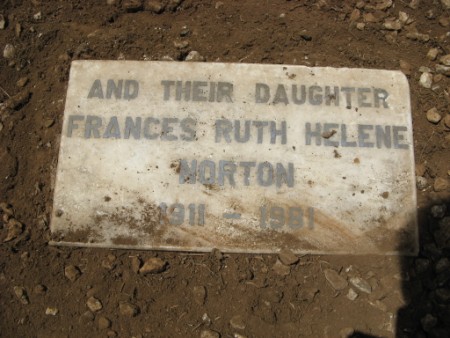 AND THEIR DAUGHTER
FRANCES RUTH HELENE
NORTON
1911 - 1981